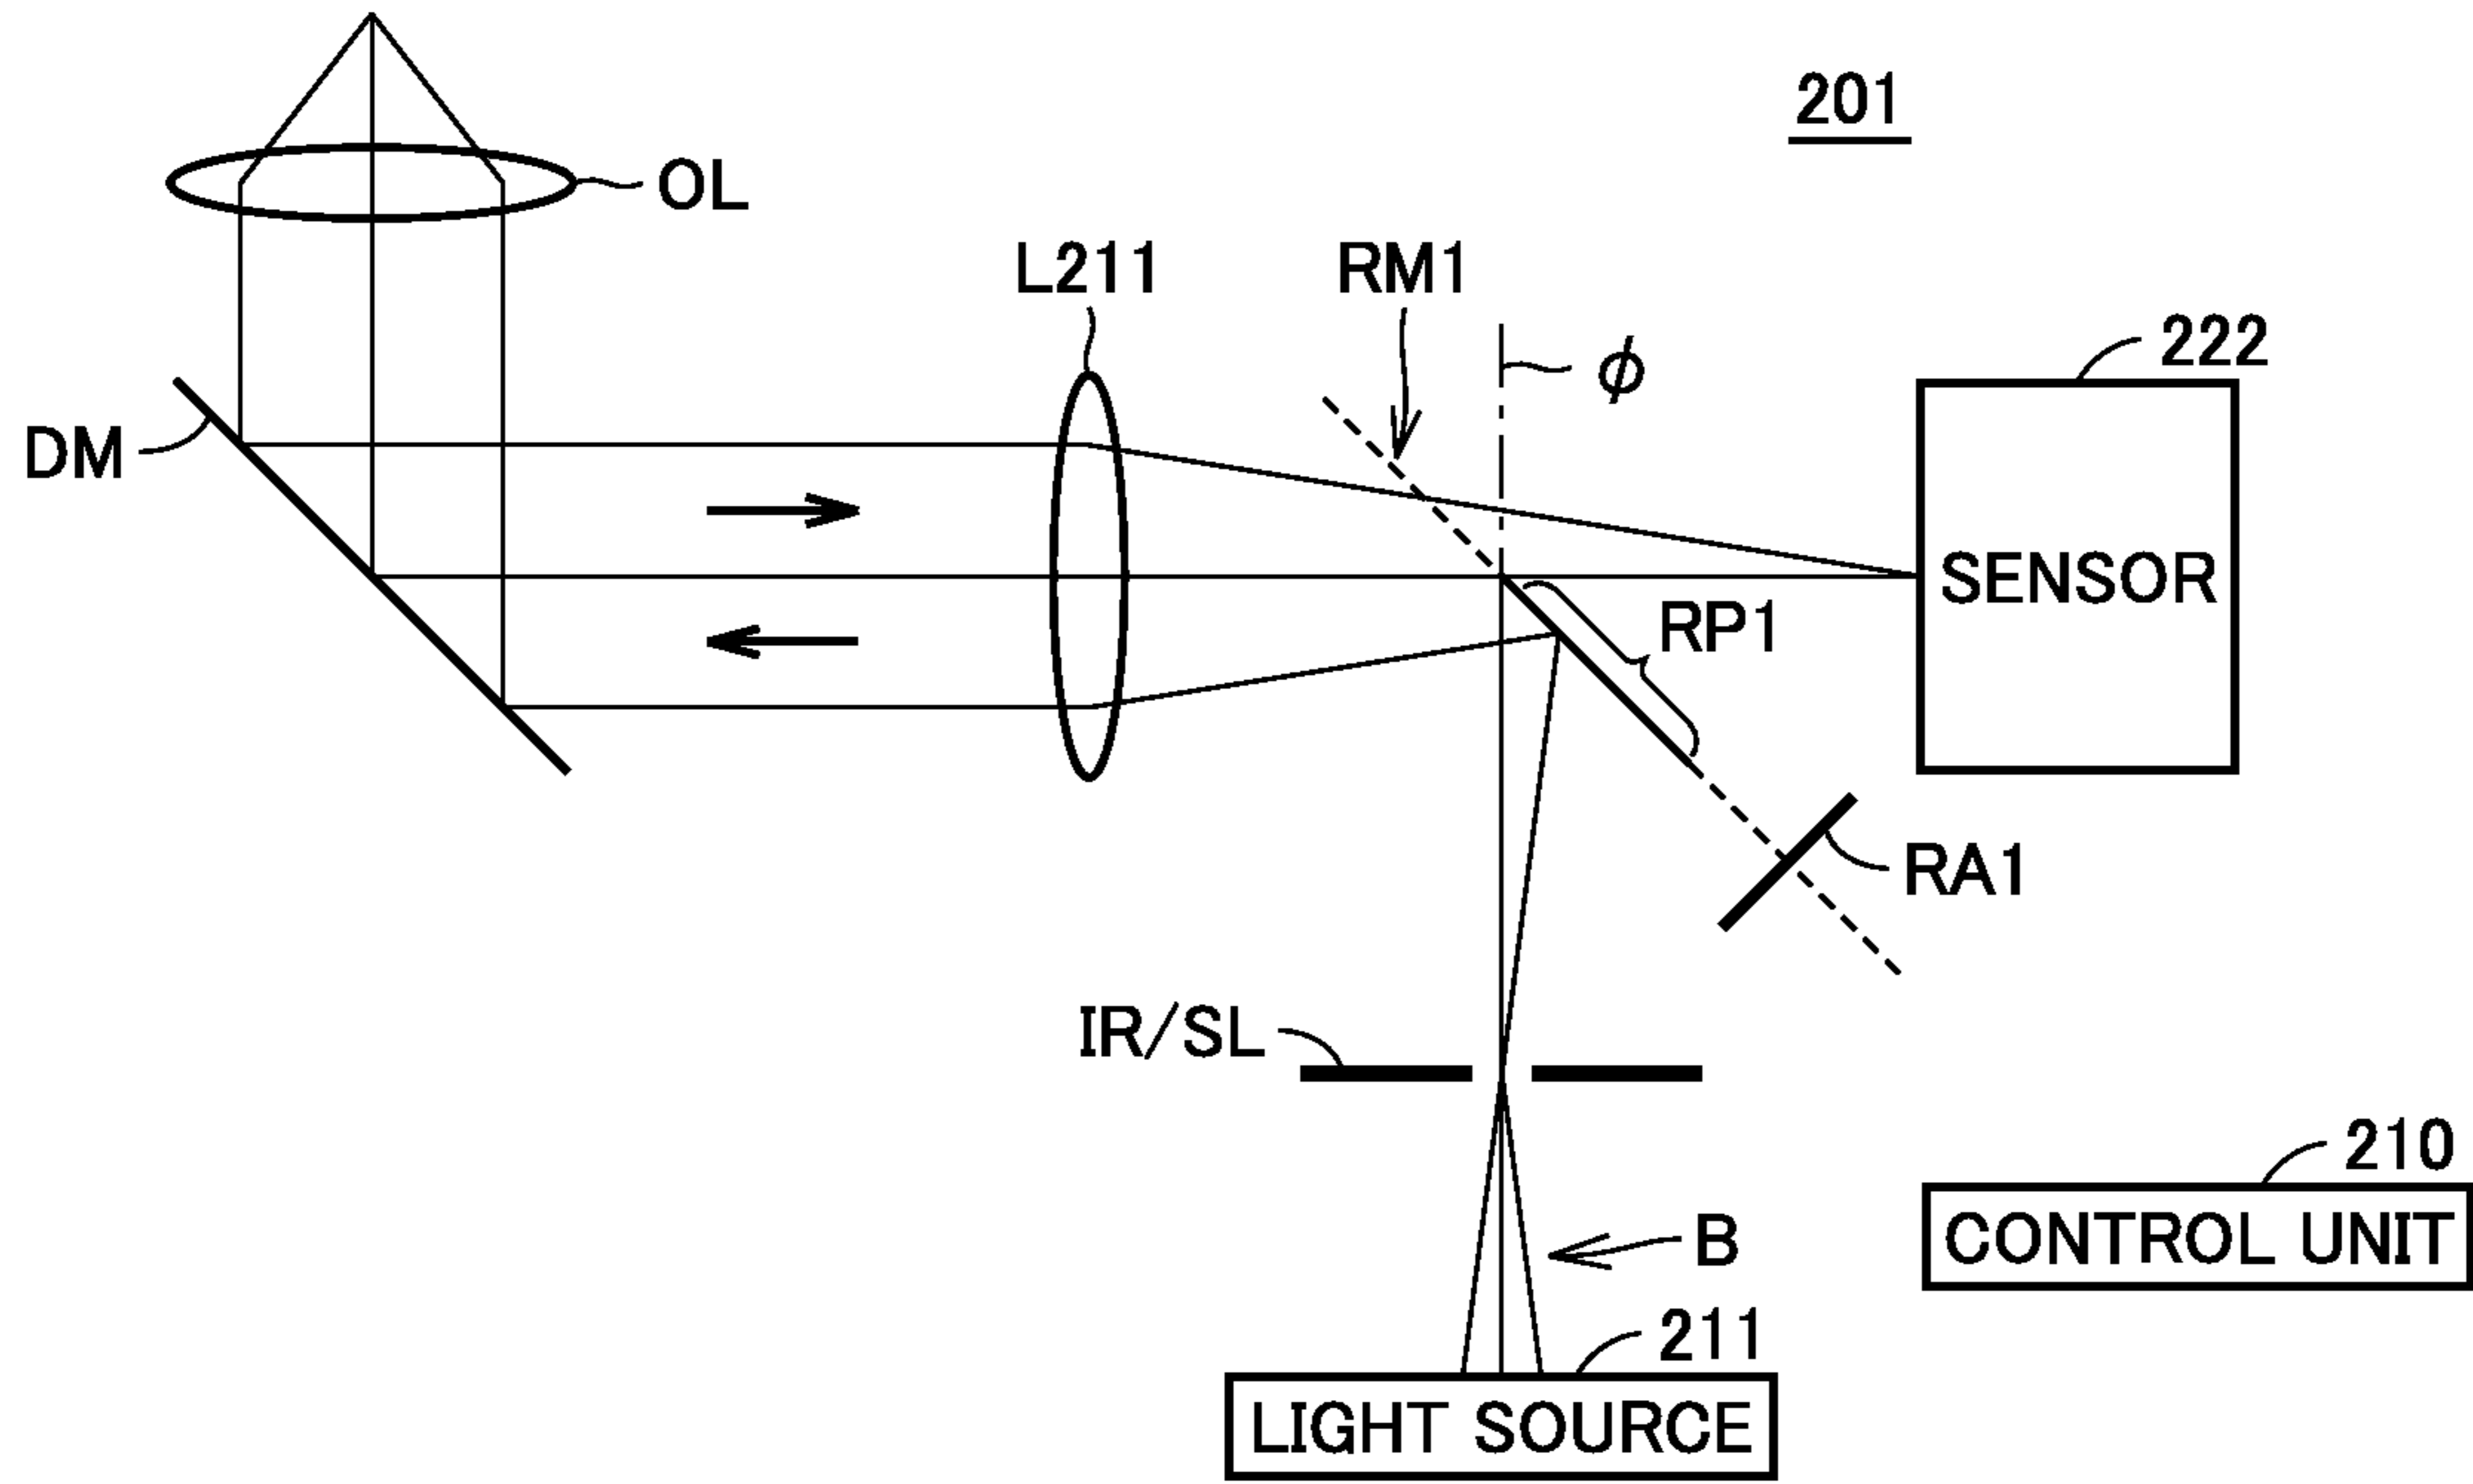 201
OL
L211
RM1
ϕ
222
DM
SENSOR
RP1
RA1
IR/SL
210
CONTROL UNIT
B
211
LIGHT SOURCE